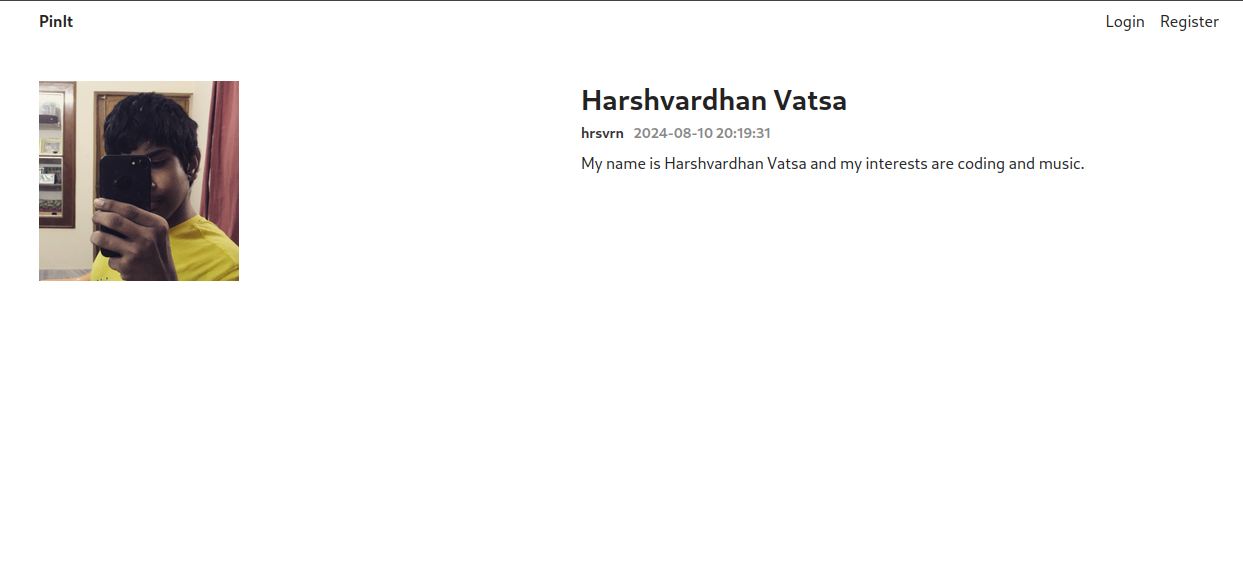 PinIt
Login Register
Harshvardhan Vatsa
hrsvrn 2024-08-10 20:19:31
My name is Harshvardhan Vatsa and my interests are coding and music.